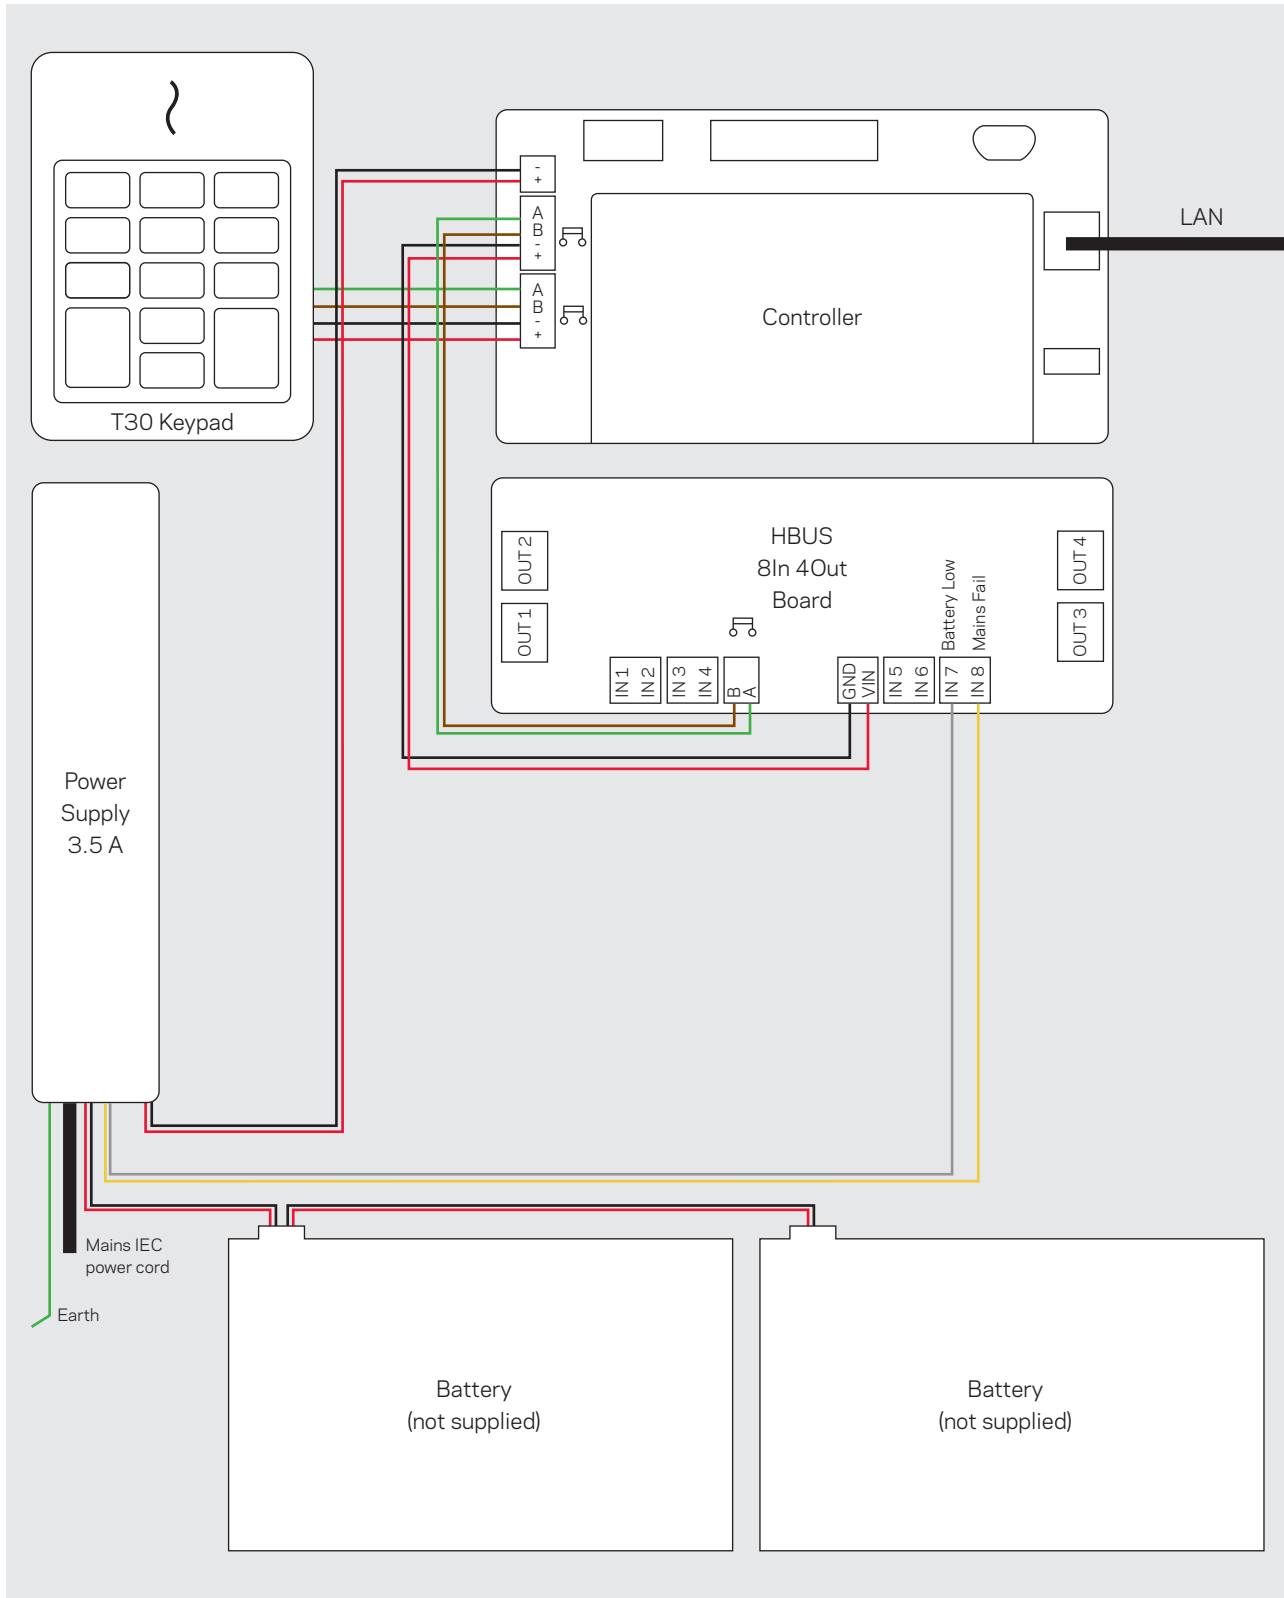 T30 Keypad
-
+
A
B
-
+
A
B
-
+
Controller
LAN
HBUS
8In 4Out
Board
OUT 2
OUT 1
OUT 4
OUT 3
Battery Low
Mains Fail
IN 1
IN 2
IN 3
IN 4
B
A
GND
VIN
IN 5
IN 6
IN 7
IN 8
Power
Supply
3.5 A
Mains IEC
power cord
Earth
Battery
(not supplied)
Battery
(not supplied)